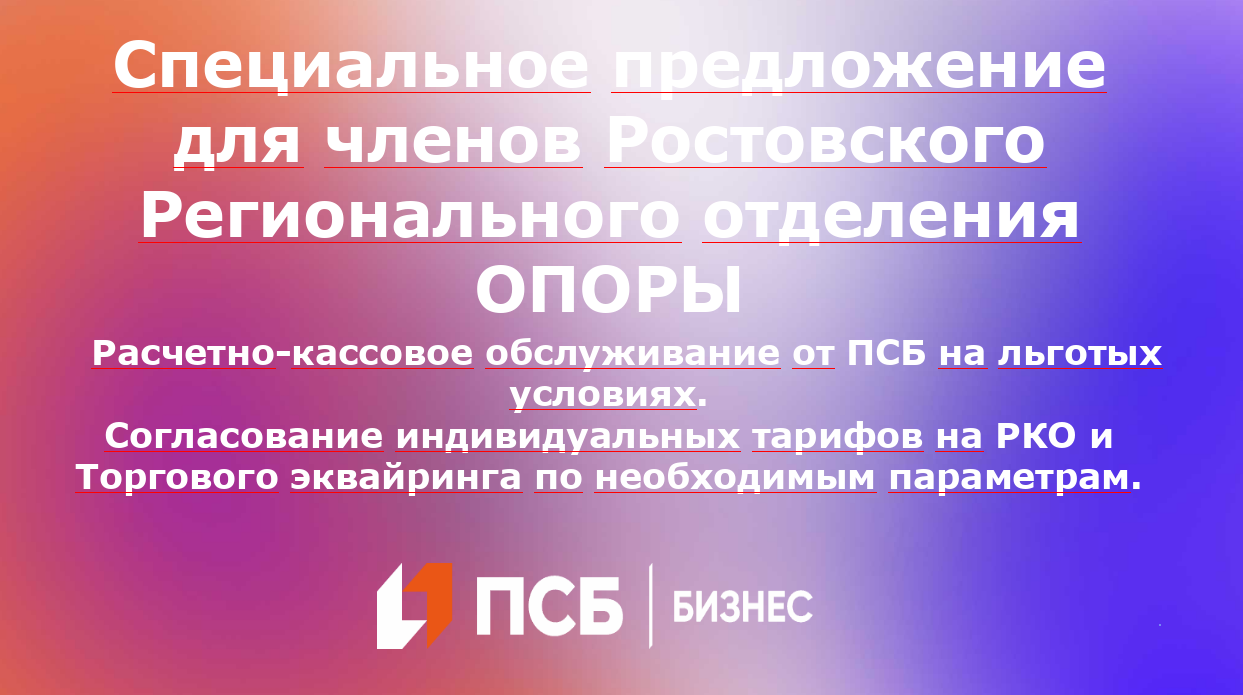 Специальное предложение
для членов Ростовского
Регионального отделения
ОПОРЫ
Расчетно-кассовое обслуживание от ПСБ на льготых
условиях.
Согласование индивидуальных тарифов на РКО и
Торгового эквайринга по необходимым параметрам.
ПСБ | БИЗНЕС